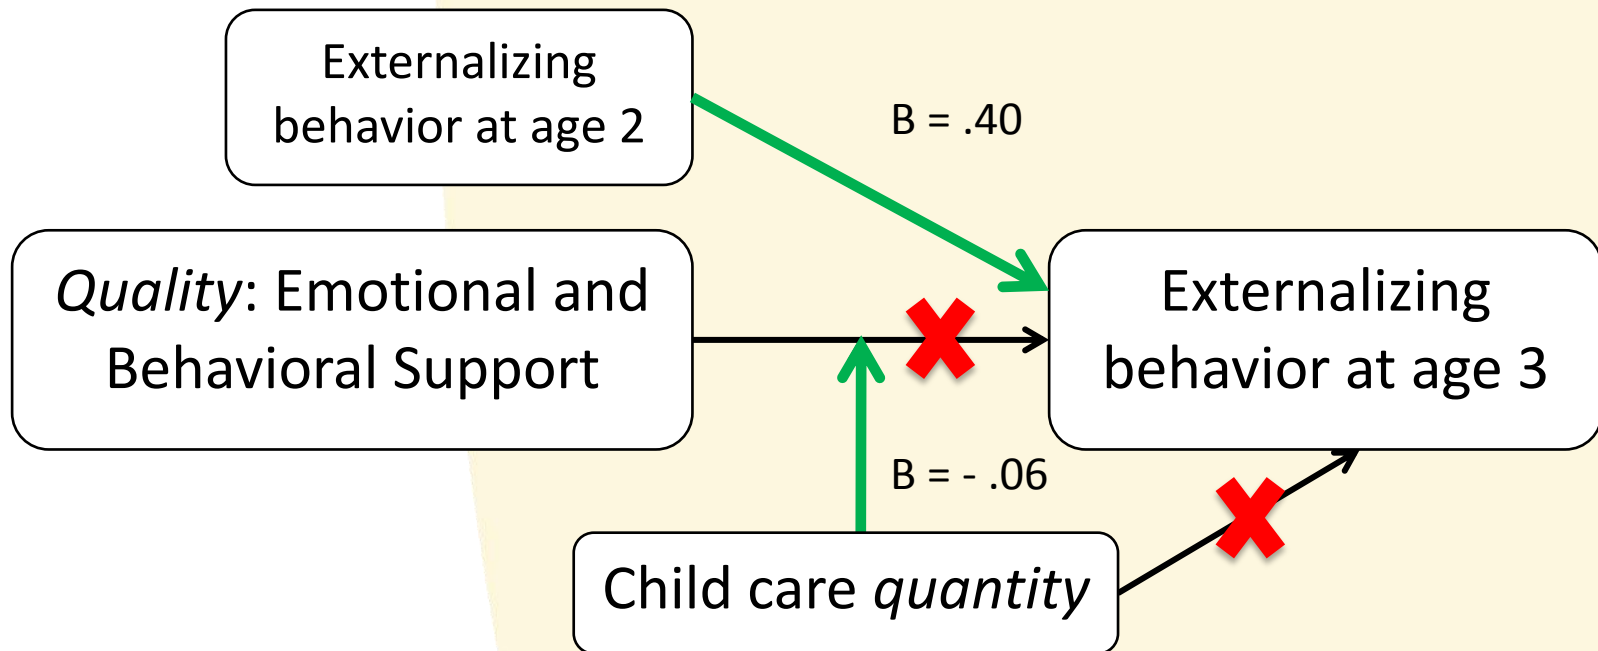 Externalizing
behavior at age 2
B = .40
Quality: Emotional and
Behavioral Support
Externalizing
behavior at age 3
B = - .06
Child care quantity